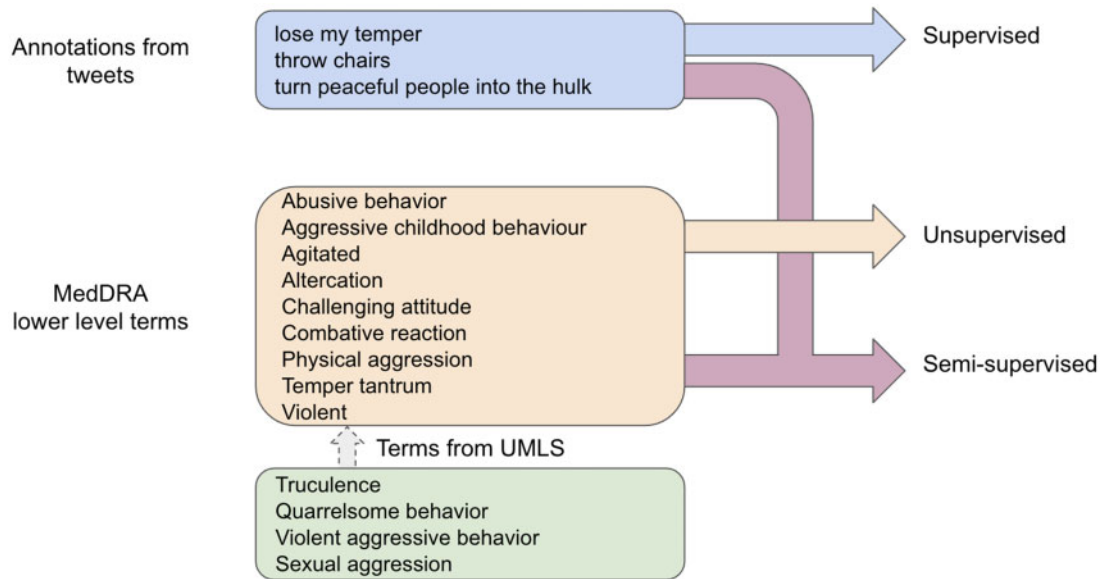 Annotations from
tweets
lose my temper
throw chairs
turn peaceful people into the hulk
Supervised
MedDRA
lower level terms
Abusive behavior
Aggressive childhood behaviour
Agitated
Altercation
Challenging attitude
Combative reaction
Physical aggression
Temper tantrum
Violent
Unsupervised
Semi-supervised
Terms from UMLS
Truculence
Quarrelsome behavior
Violent aggressive behavior
Sexual aggression